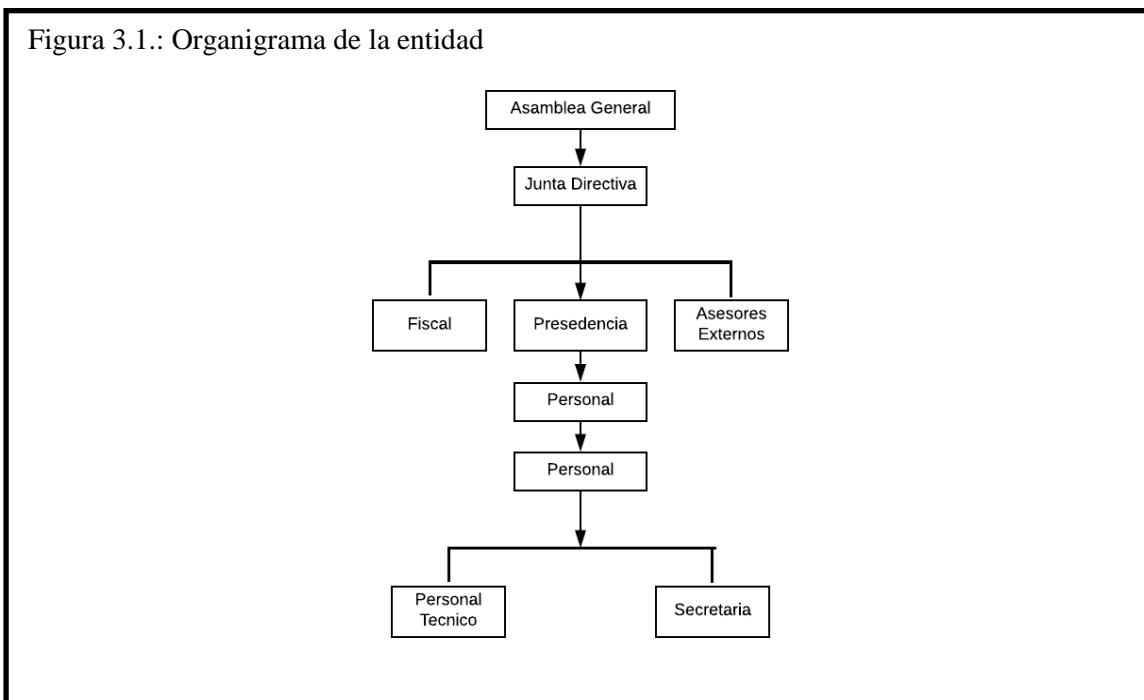 Figura 3.1.: Organigrama de la entidad
Asamblea General
Junta Directiva
Fiscal
Presedencia
Asesores
Externos
Personal
Personal
Personal
Tecnico
Secretaria